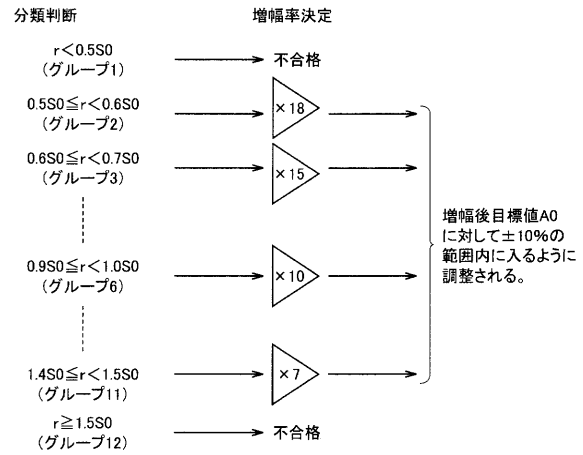 分類判断 増幅率決定
r＜0.5S0
（グループ1）
不合格
0.5S0≦r＜0.6S0
（グループ2）
×18
0.6S0≦r＜0.7S0
（グループ3）
×15
増幅後目標値A0
に対して±10％の
範囲内に入るように
調整される。
0.9S0≦r＜1.0S0
（グループ6）
×10
1.4S0≦r＜1.5S0
（グループ11）
×7
r≧1.5S0
（グループ12）
不合格